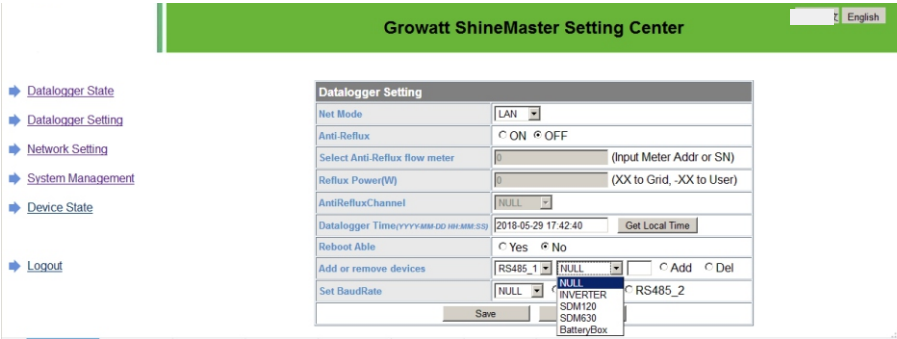 Growatt ShineMaster Setting Center
English
Datalogger State
Datalogger Setting
Network Setting
System Management
Device State
Logout
Datalogger Setting
Net Mode LAN
Anti-Reflux ON OFF
Select Anti-Reflux flow meter 0 (Input Meter Addr or SN)
Reflux Power(W) 0 (XX to Grid, -XX to User)
AntiRefluxChannel NULL
Datalogger Time(YYYY-MM-DD HH:MM:SS) 2018-05-29 17:42:40 Get Local Time
Reboot Able Yes No
Add or remove devices RS485_1 NULL Add Del
Set BaudRate NULL RS485_2
NULL
INVERTER
SDM120
SDM630
BatteryBox
Save